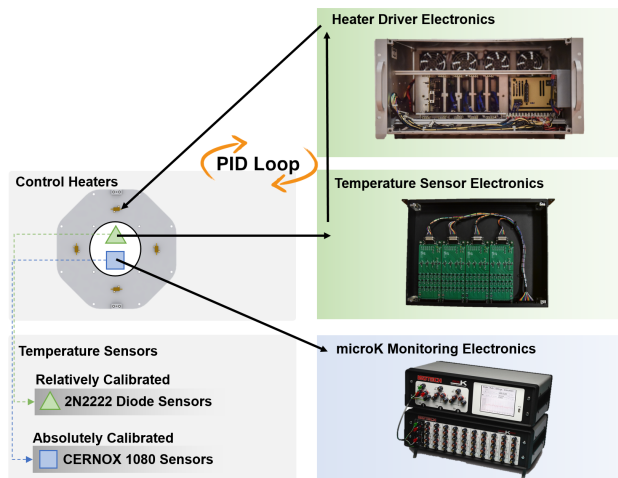 Heater Driver Electronics
PID Loop
Control Heaters
Temperature Sensor Electronics
Temperature Sensors
Relatively Calibrated
2N2222 Diode Sensors
Absolutely Calibrated
CERNOX 1080 Sensors
microK Monitoring Electronics